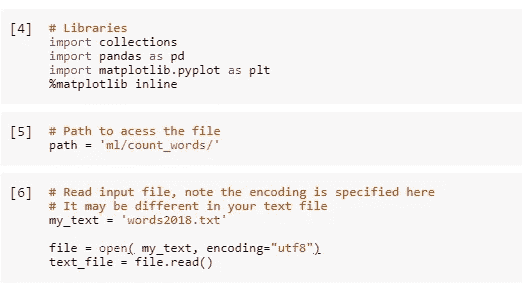 [4] # Libraries
import collections
import pandas as pd
import matplotlib.pyplot as plt
%matplotlib inline
[5] # Path to acess the file
path = 'ml/count_words/'
[6] # Read input file, note the encoding is specified here
# It may be different in your text file
my_text = 'words2018.txt'
file = open( my_text, encoding="utf8")
text_file = file.read()